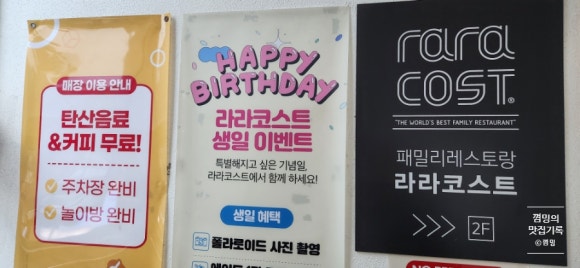 매장 이용 안내
탄산음료
&커피 무료!
✓ 주차장 완비
✓ 놀이방 완비
HAPPY
BIRTHDAY
라라코스트
생일 이벤트
특별해지고 싶은 기념일,
라라코스트에서 함께 하세요!
생일 혜택
폴라로이드 사진 촬영
rara
COST®
"THE WORLD'S BEST FAMILY RESTAURANT"
패밀리레스토랑
라라코스트
>>> 2F
껌밍의
맛집기록
©껌밍